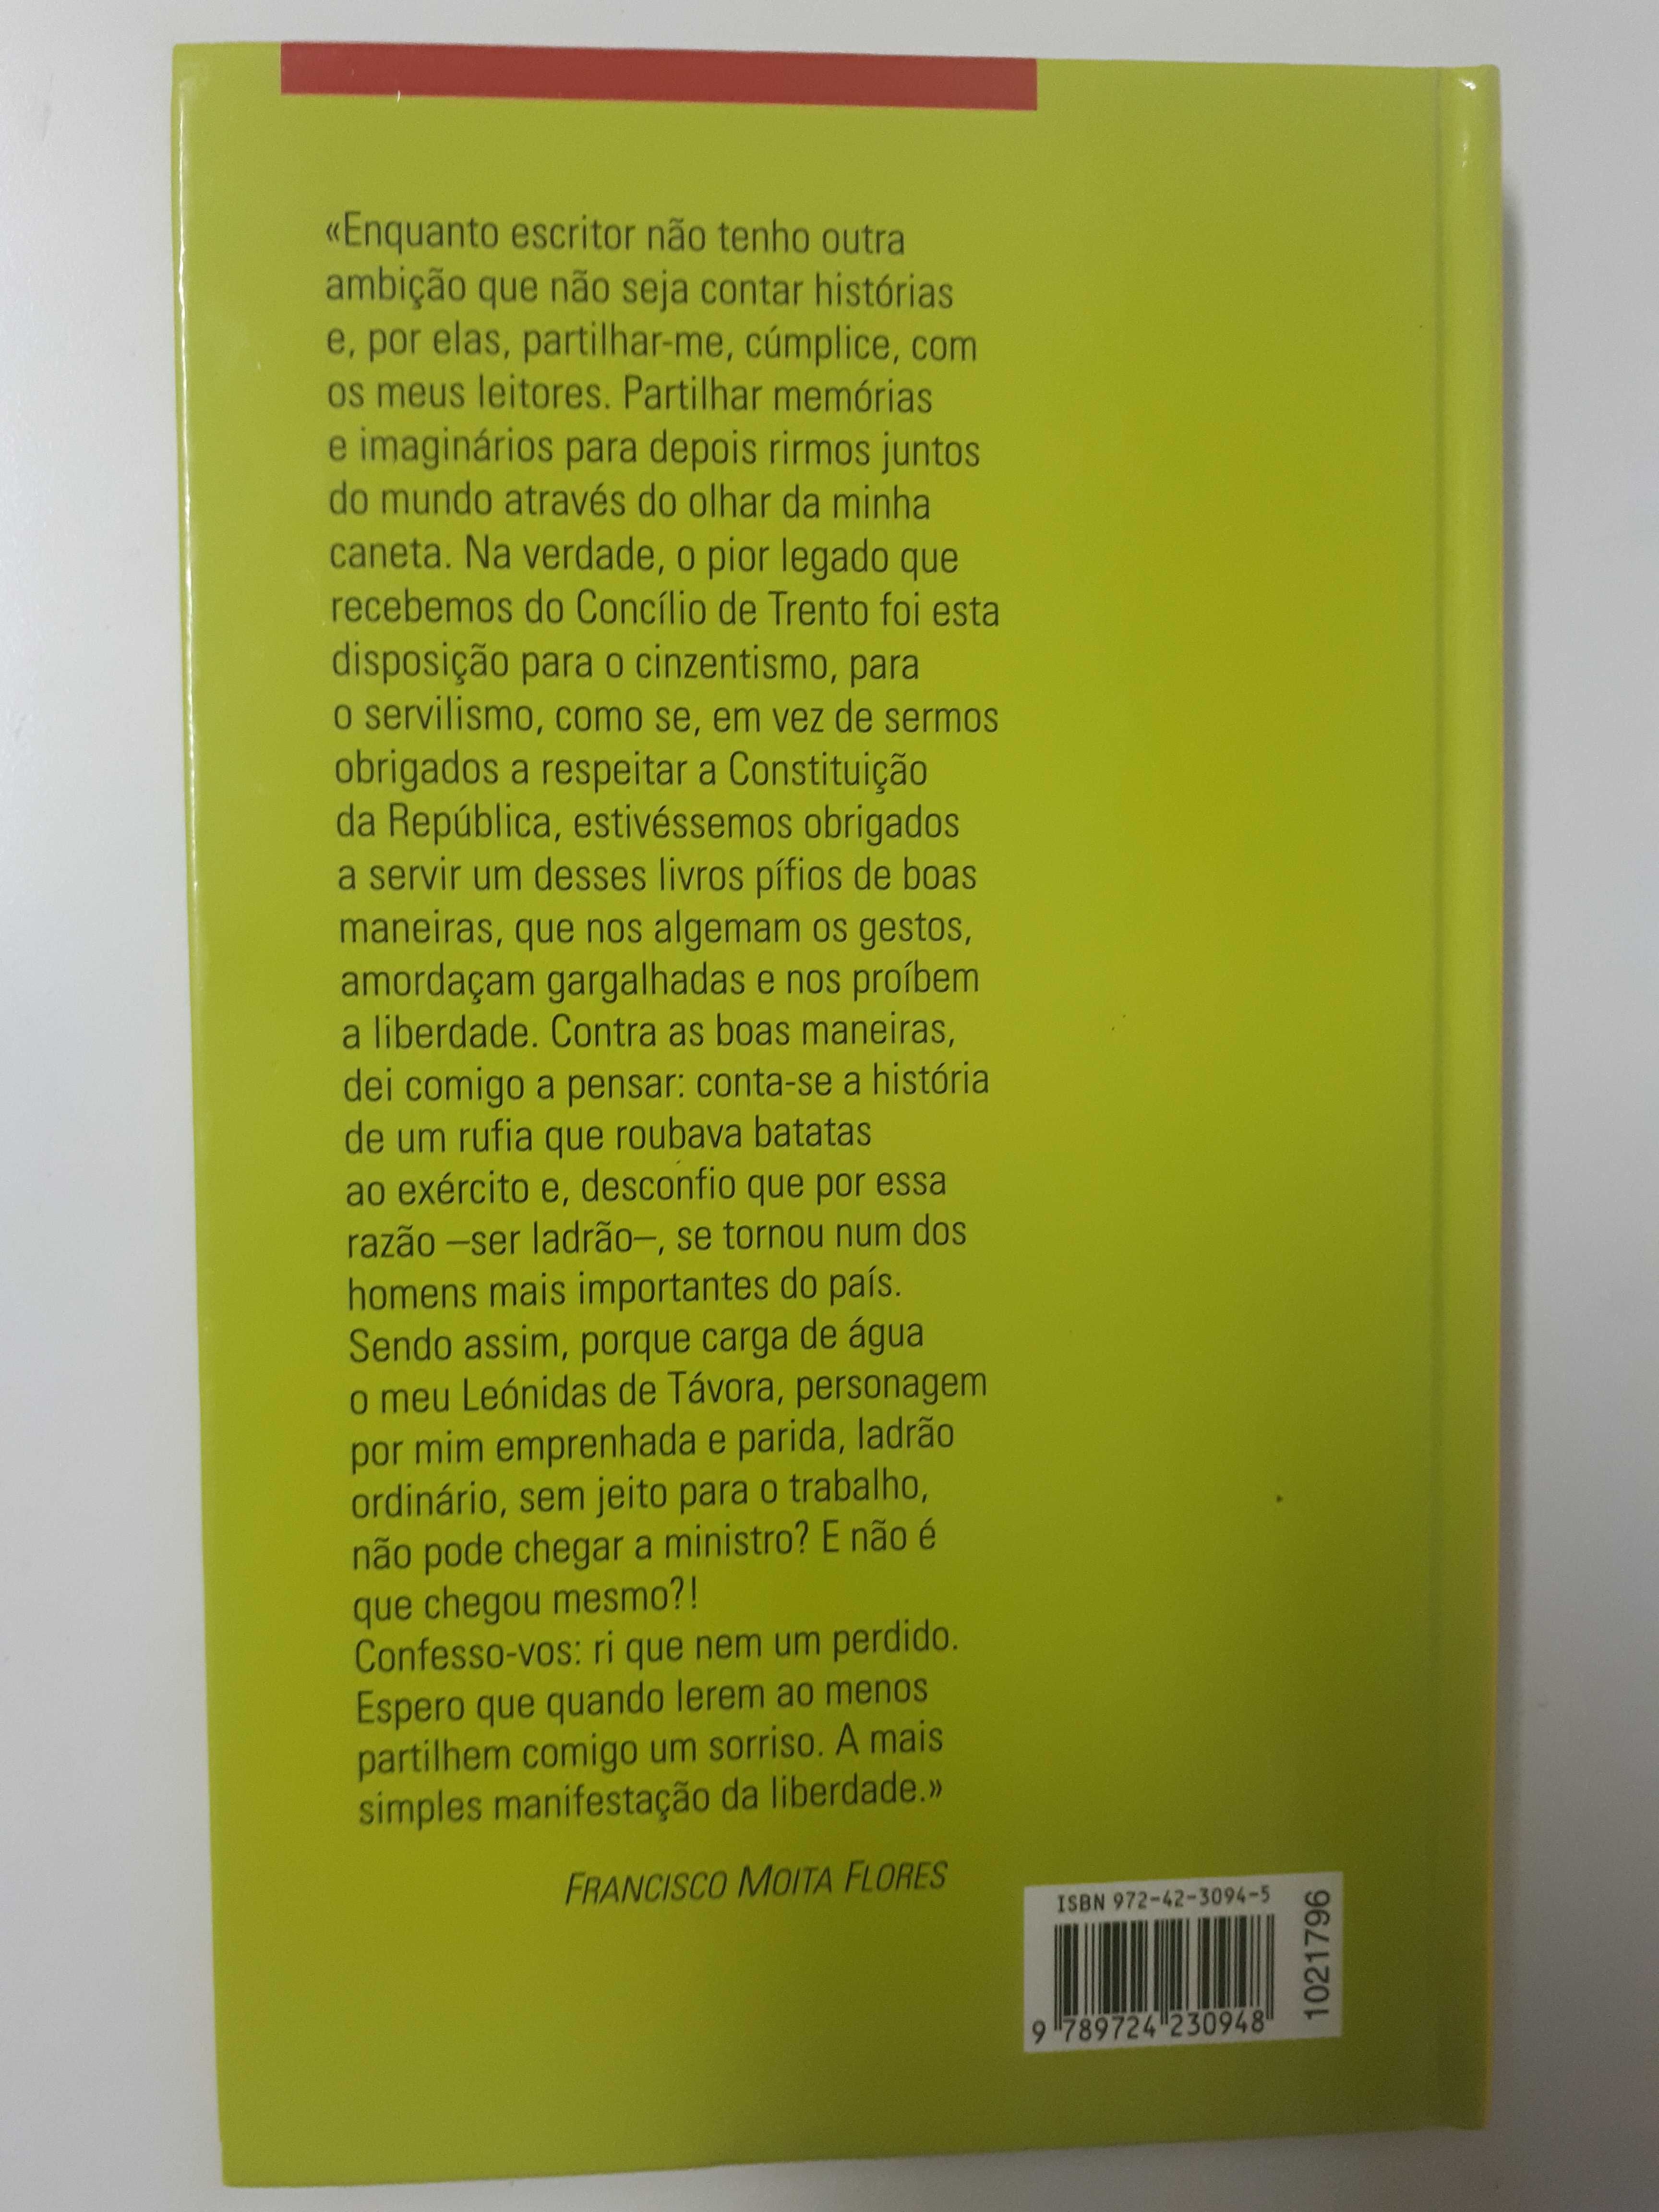 «Enquanto escritor não tenho outra
ambição que não seja contar histórias
e, por elas, partilhar-me, cúmplice, com
os meus leitores. Partilhar memórias
e imaginários para depois rirmos juntos
do mundo através do olhar da minha
caneta. Na verdade, o pior legado que
recebemos do Concílio de Trento foi esta
disposição para o cinzentismo, para
o servilismo, como se, em vez de sermos
obrigados a respeitar a Constituição
da República, estivéssemos obrigados
a servir um desses livros pífios de boas
maneiras, que nos algemam os gestos,
amordaçam gargalhadas e nos proíbem
a liberdade. Contra as boas maneiras,
dei comigo a pensar: conta-se a história
de um rufia que roubava batatas
ao exército e, desconfio que por essa
razão –ser ladrão–, se tornou num dos
homens mais importantes do país.
Sendo assim, porque carga de água
o meu Leónidas de Távora, personagem
por mim emprenhada e parida, ladrão
ordinário, sem jeito para o trabalho,
não pode chegar a ministro? E não é
que chegou mesmo?!
Confesso-vos: ri que nem um perdido.
Espero que quando lerem ao menos
partilhem comigo um sorriso. A mais
simples manifestação da liberdade.»
FRANCISCO MOITA FLORES
ISBN 972-42-3094-5
9 789724 230948
1021796